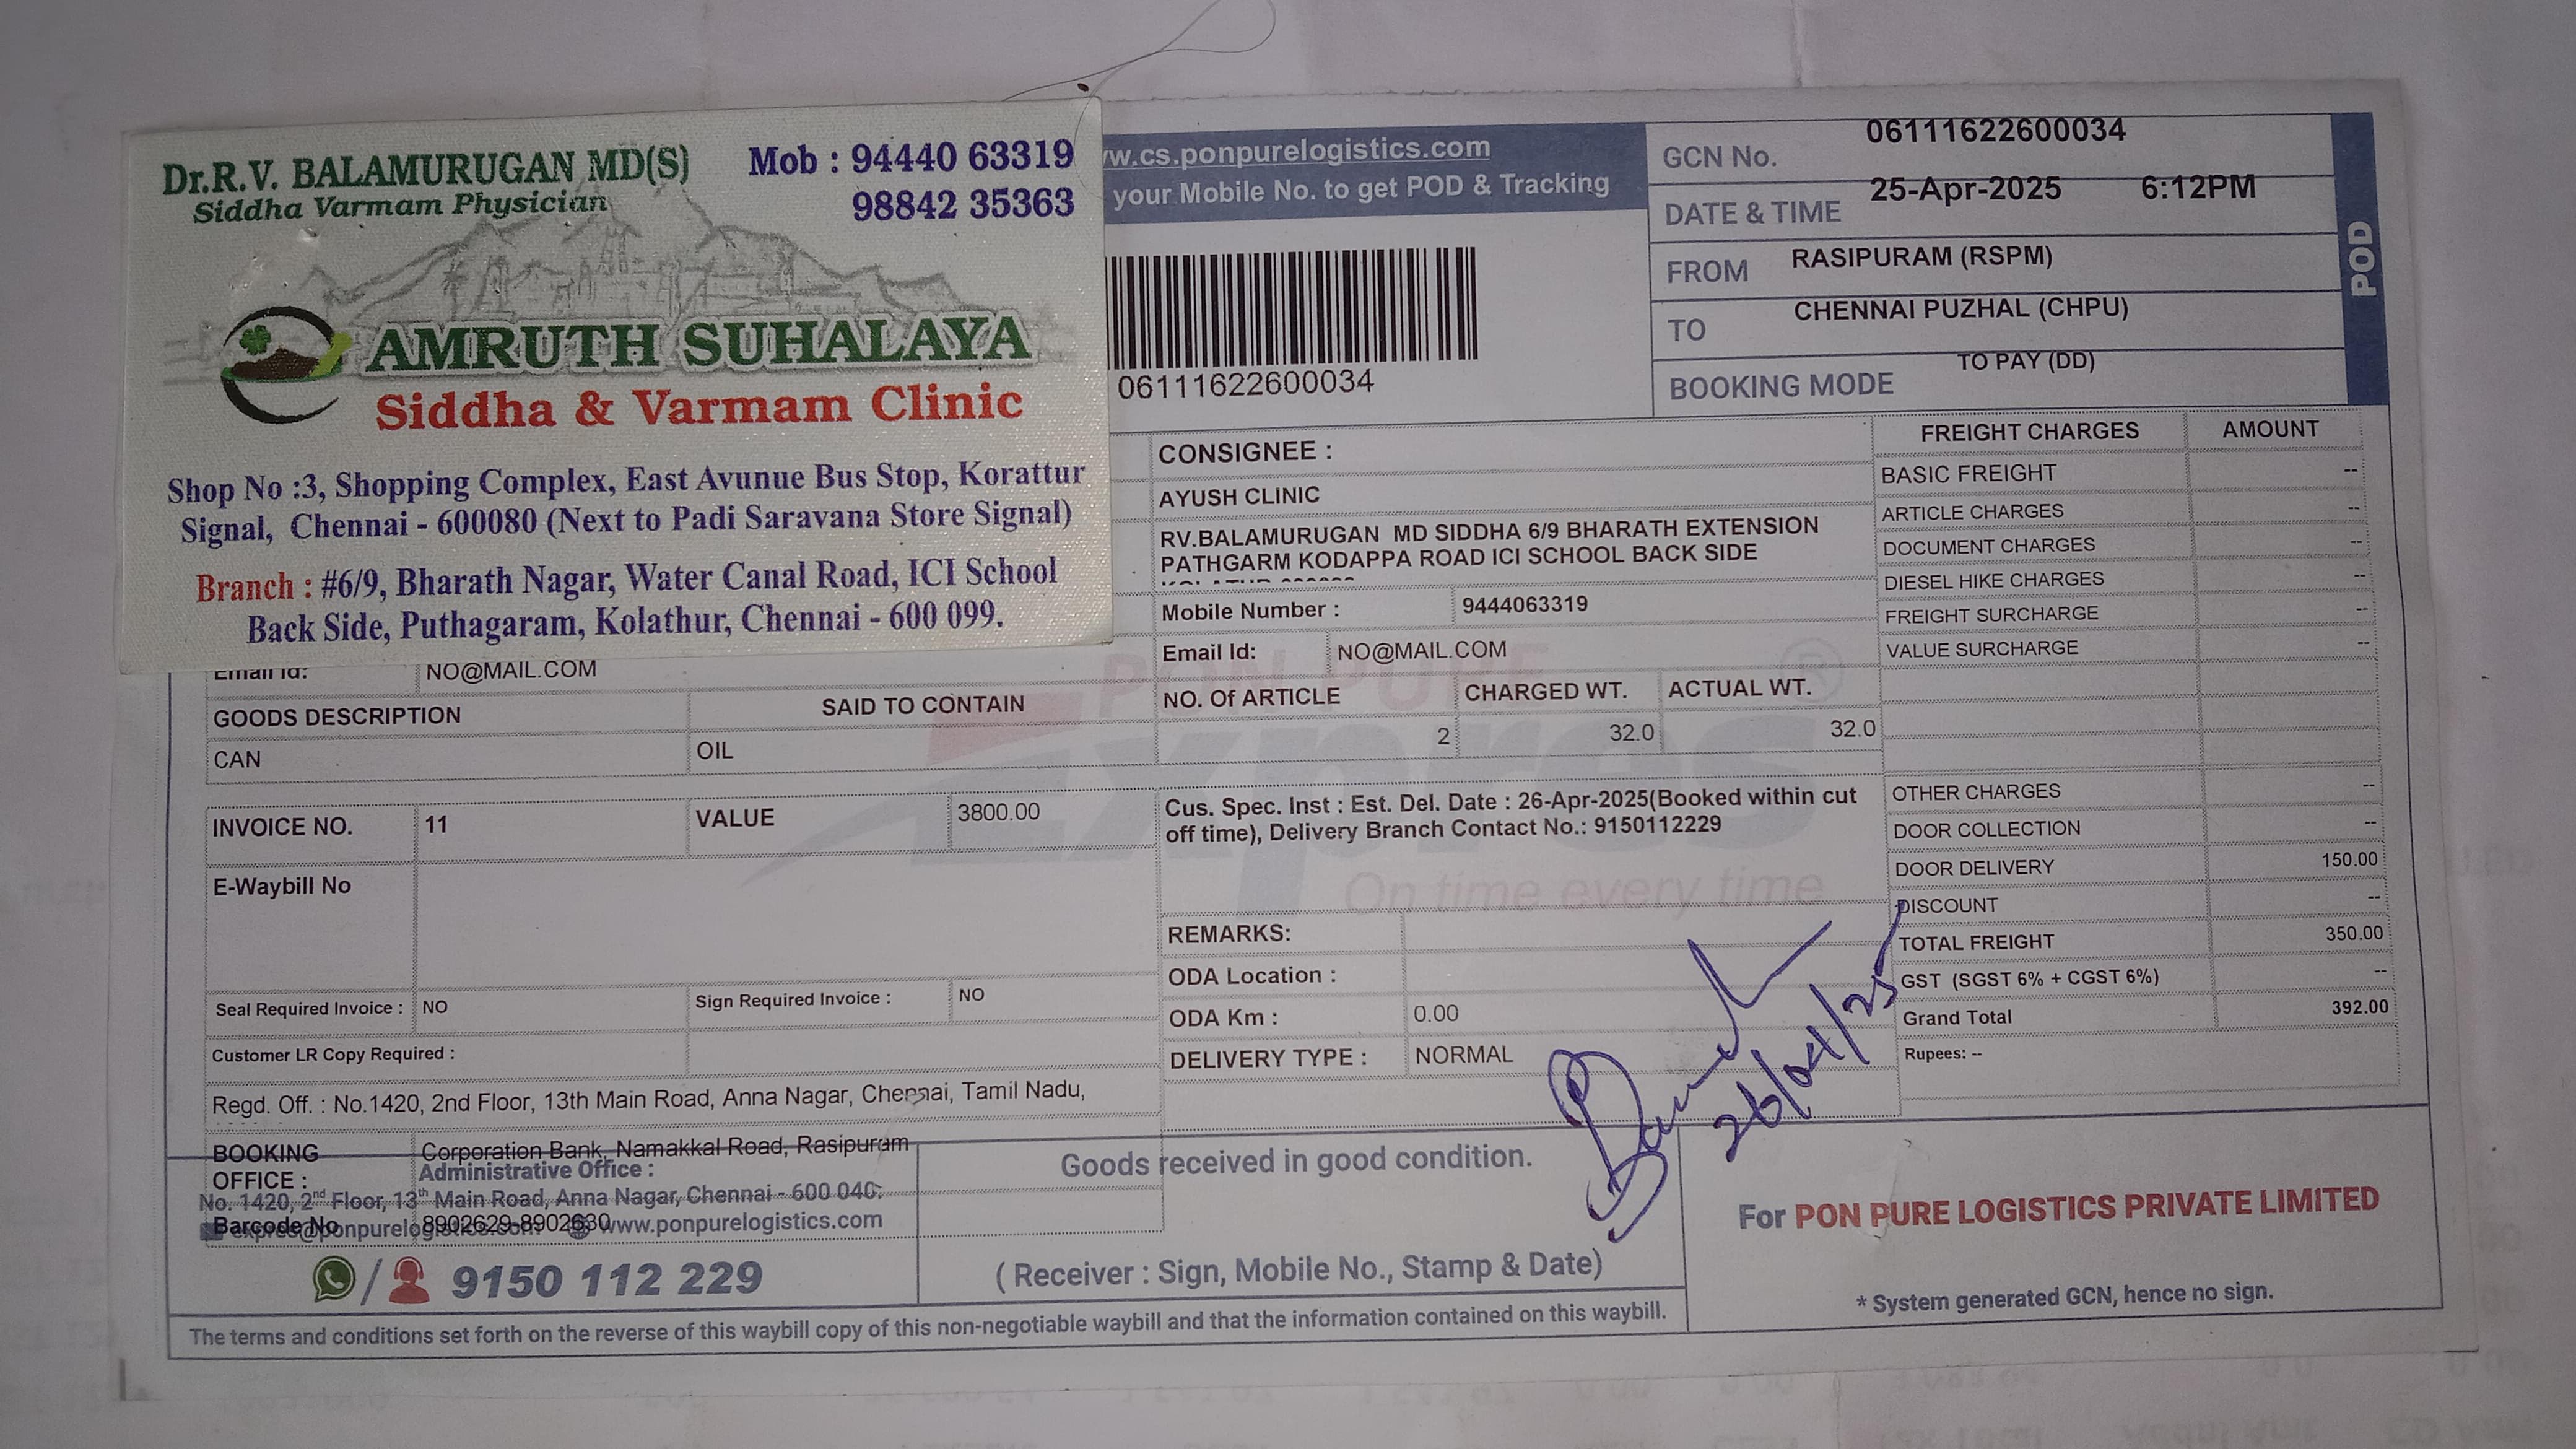 Dr.R.V. BALAMURUGAN MD(S)
Siddha Varmam Physician
Mob : 94440 63319
98842 35363
AMRUTH SUHALAYA
Siddha & Varmam Clinic
Shop No :3, Shopping Complex, East Avunue Bus Stop, Korattur
Signal, Chennai - 600080 (Next to Padi Saravana Store Signal)
Branch : #6/9, Bharath Nagar, Water Canal Road, ICI School
Back Side, Puthagaram, Kolathur, Chennai - 600 099.
w.cs.ponpurelogistics.com
your Mobile No. to get POD & Tracking
06111622600034
GCN No. 06111622600034
DATE & TIME 25-Apr-2025 6:12PM
FROM RASIPURAM (RSPM)
TO CHENNAI PUZHAL (CHPU)
BOOKING MODE TO PAY (DD)
POD
CONSIGNEE :
AYUSH CLINIC
RV.BALAMURUGAN MD SIDDHA 6/9 BHARATH EXTENSION
PATHGARM KODAPPA ROAD ICI SCHOOL BACK SIDE
Mobile Number : 9444063319
Email Id: NO@MAIL.COM
Email Id: NO@MAIL.COM
GOODS DESCRIPTION SAID TO CONTAIN
CAN OIL
NO. Of ARTICLE CHARGED WT. ACTUAL WT.
2 32.0 32.0
INVOICE NO. 11 VALUE 3800.00
E-Waybill No
Seal Required Invoice : NO Sign Required Invoice : NO
Customer LR Copy Required :
Regd. Off. : No.1420, 2nd Floor, 13th Main Road, Anna Nagar, Chennai, Tamil Nadu,
Cus. Spec. Inst : Est. Del. Date : 26-Apr-2025(Booked within cut
off time), Delivery Branch Contact No.: 9150112229
PON PURE
Expres ®
On time every time
REMARKS:
ODA Location :
ODA Km : 0.00
DELIVERY TYPE : NORMAL
FREIGHT CHARGES AMOUNT
BASIC FREIGHT --
ARTICLE CHARGES --
DOCUMENT CHARGES --
DIESEL HIKE CHARGES --
FREIGHT SURCHARGE --
VALUE SURCHARGE --
OTHER CHARGES --
DOOR COLLECTION --
DOOR DELIVERY 150.00
DISCOUNT --
TOTAL FREIGHT 350.00
GST (SGST 6% + CGST 6%) --
Grand Total 392.00
Rupees: --
26/04/25
BOOKING
OFFICE :
Corporation Bank, Namakkal Road, Rasipuram
Administrative Office :
No. 1420, 2nd Floor, 13th Main Road, Anna Nagar, Chennai - 600 040.
Barcode No 8902629-8902630
expres@ponpurelogistics.com www.ponpurelogistics.com
/ 9150 112 229
Goods received in good condition.
( Receiver : Sign, Mobile No., Stamp & Date)
For PON PURE LOGISTICS PRIVATE LIMITED
* System generated GCN, hence no sign.
The terms and conditions set forth on the reverse of this waybill copy of this non-negotiable waybill and that the information contained on this waybill.